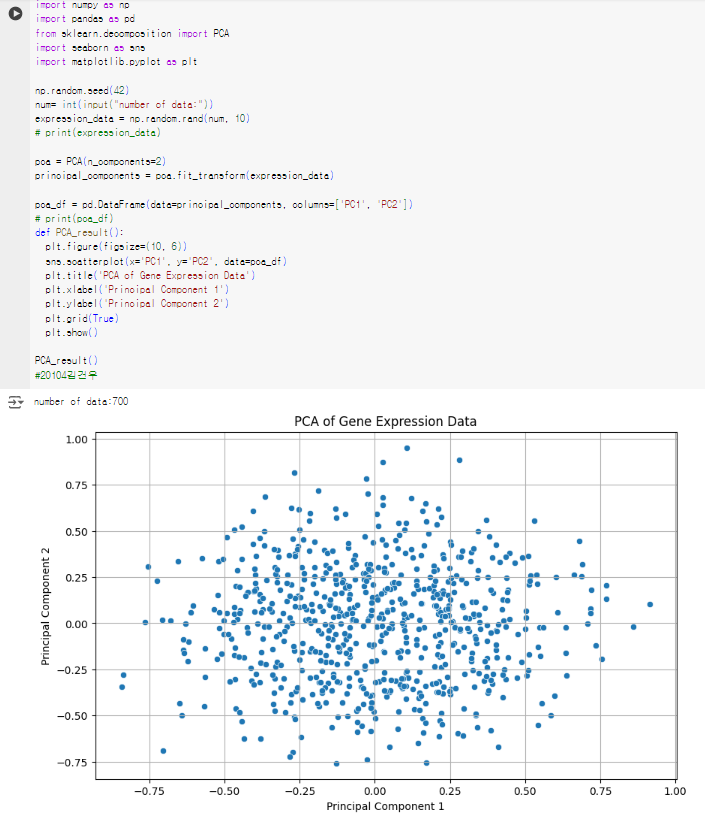 import numpy as np
import pandas as pd
from sklearn.decomposition import PCA
import seaborn as sns
import matplotlib.pyplot as plt
np.random.seed(42)
num= int(input("number of data:"))
expression_data = np.random.rand(num, 10)
# print(expression_data)
pca = PCA(n_components=2)
principal_components = pca.fit_transform(expression_data)
pca_df = pd.DataFrame(data=principal_components, columns=['PC1', 'PC2'])
# print(pca_df)
def PCA_result():
  plt.figure(figsize=(10, 6))
  sns.scatterplot(x='PC1', y='PC2', data=pca_df)
  plt.title('PCA of Gene Expression Data')
  plt.xlabel('Principal Component 1')
  plt.ylabel('Principal Component 2')
  plt.grid(True)
  plt.show()
PCA_result()
#20104김건우
number of data:700
PCA of Gene Expression Data
1.00
0.75
0.50
0.25
0.00
−0.25
−0.50
−0.75
Principal Component 2
−0.75 −0.50 −0.25 0.00 0.25 0.50 0.75 1.00
Principal Component 1